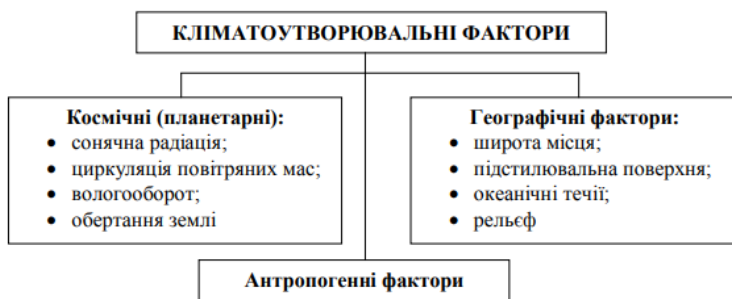 КЛІМАТОУТВОРЮВАЛЬНІ ФАКТОРИ
Космічні (планетарні):
• сонячна радіація;
• циркуляція повітряних мас;
• вологооборот;
• обертання землі
Географічні фактори:
• широта місця;
• підстилювальна поверхня;
• океанічні течії;
• рельєф
Антропогенні фактори